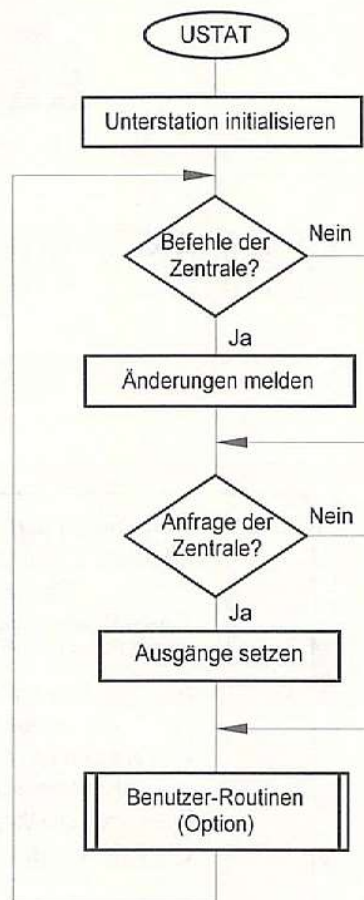 USTAT
Unterstation initialisieren
Befehle der
Zentrale?
Nein
Ja
Änderungen melden
Anfrage der
Zentrale?
Nein
Ja
Ausgänge setzen
Benutzer-Routinen
(Option)